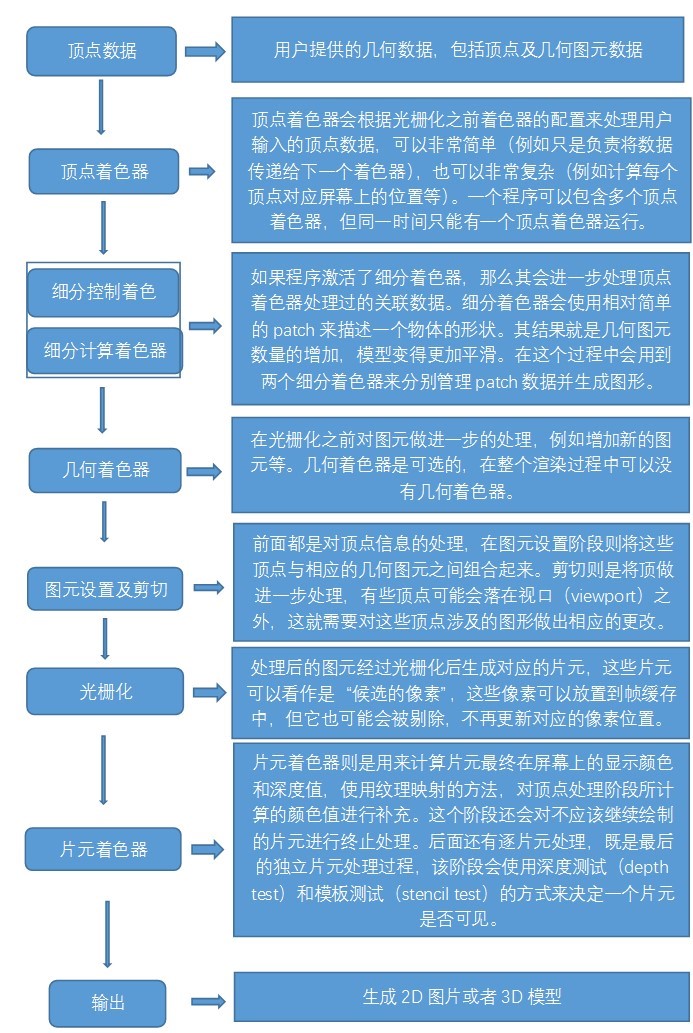 顶点数据
用户提供的几何数据，包括顶点及几何图元数据
顶点着色器
顶点着色器会根据光栅化之前着色器的配置来处理用户
输入的顶点数据，可以非常简单（例如只是负责将数据
传递给下一个着色器），也可以非常复杂（例如计算每个
顶点对应屏幕上的位置等）。一个程序可以包含多个顶点
着色器，但同一时间只能有一个顶点着色器运行。
细分控制着色
细分计算着色器
如果程序激活了细分着色器，那么其会进一步处理顶点
着色器处理过的关联数据。细分着色器会使用相对简单
的 patch 来描述一个物体的形状。其结果就是几何图元
数量的增加，模型变得更加平滑。在这个过程中会用到
两个细分着色器来分别管理 patch 数据并生成图形。
几何着色器
在光栅化之前对图元做进一步的处理，例如增加新的图
元等。几何着色器是可选的，在整个渲染过程中可以没
有几何着色器。
图元设置及剪切
前面都是对顶点信息的处理，在图元设置阶段则将这些
顶点与相应的几何图元之间组合起来。剪切则是将顶做
进一步处理，有些顶点可能会落在视口（viewport）之
外，这就需要对这些顶点涉及的图形做出相应的更改。
光栅化
处理后的图元经过光栅化后生成对应的片元，这些片元
可以看作是“候选的像素”，这些像素可以放置到帧缓存
中，但它也可能会被剔除，不再更新对应的像素位置。
片元着色器
片元着色器则是用来计算片元最终在屏幕上的显示颜色
和深度值，使用纹理映射的方法，对顶点处理阶段所计
算的颜色值进行补充。这个阶段还会对不应该继续绘制
的片元进行终止处理。后面还有逐片元处理，既是最后
的独立片元处理过程，该阶段会使用深度测试（depth
test）和模板测试（stencil test）的方式来决定一个片元
是否可见。
输出
生成 2D 图片或者 3D 模型